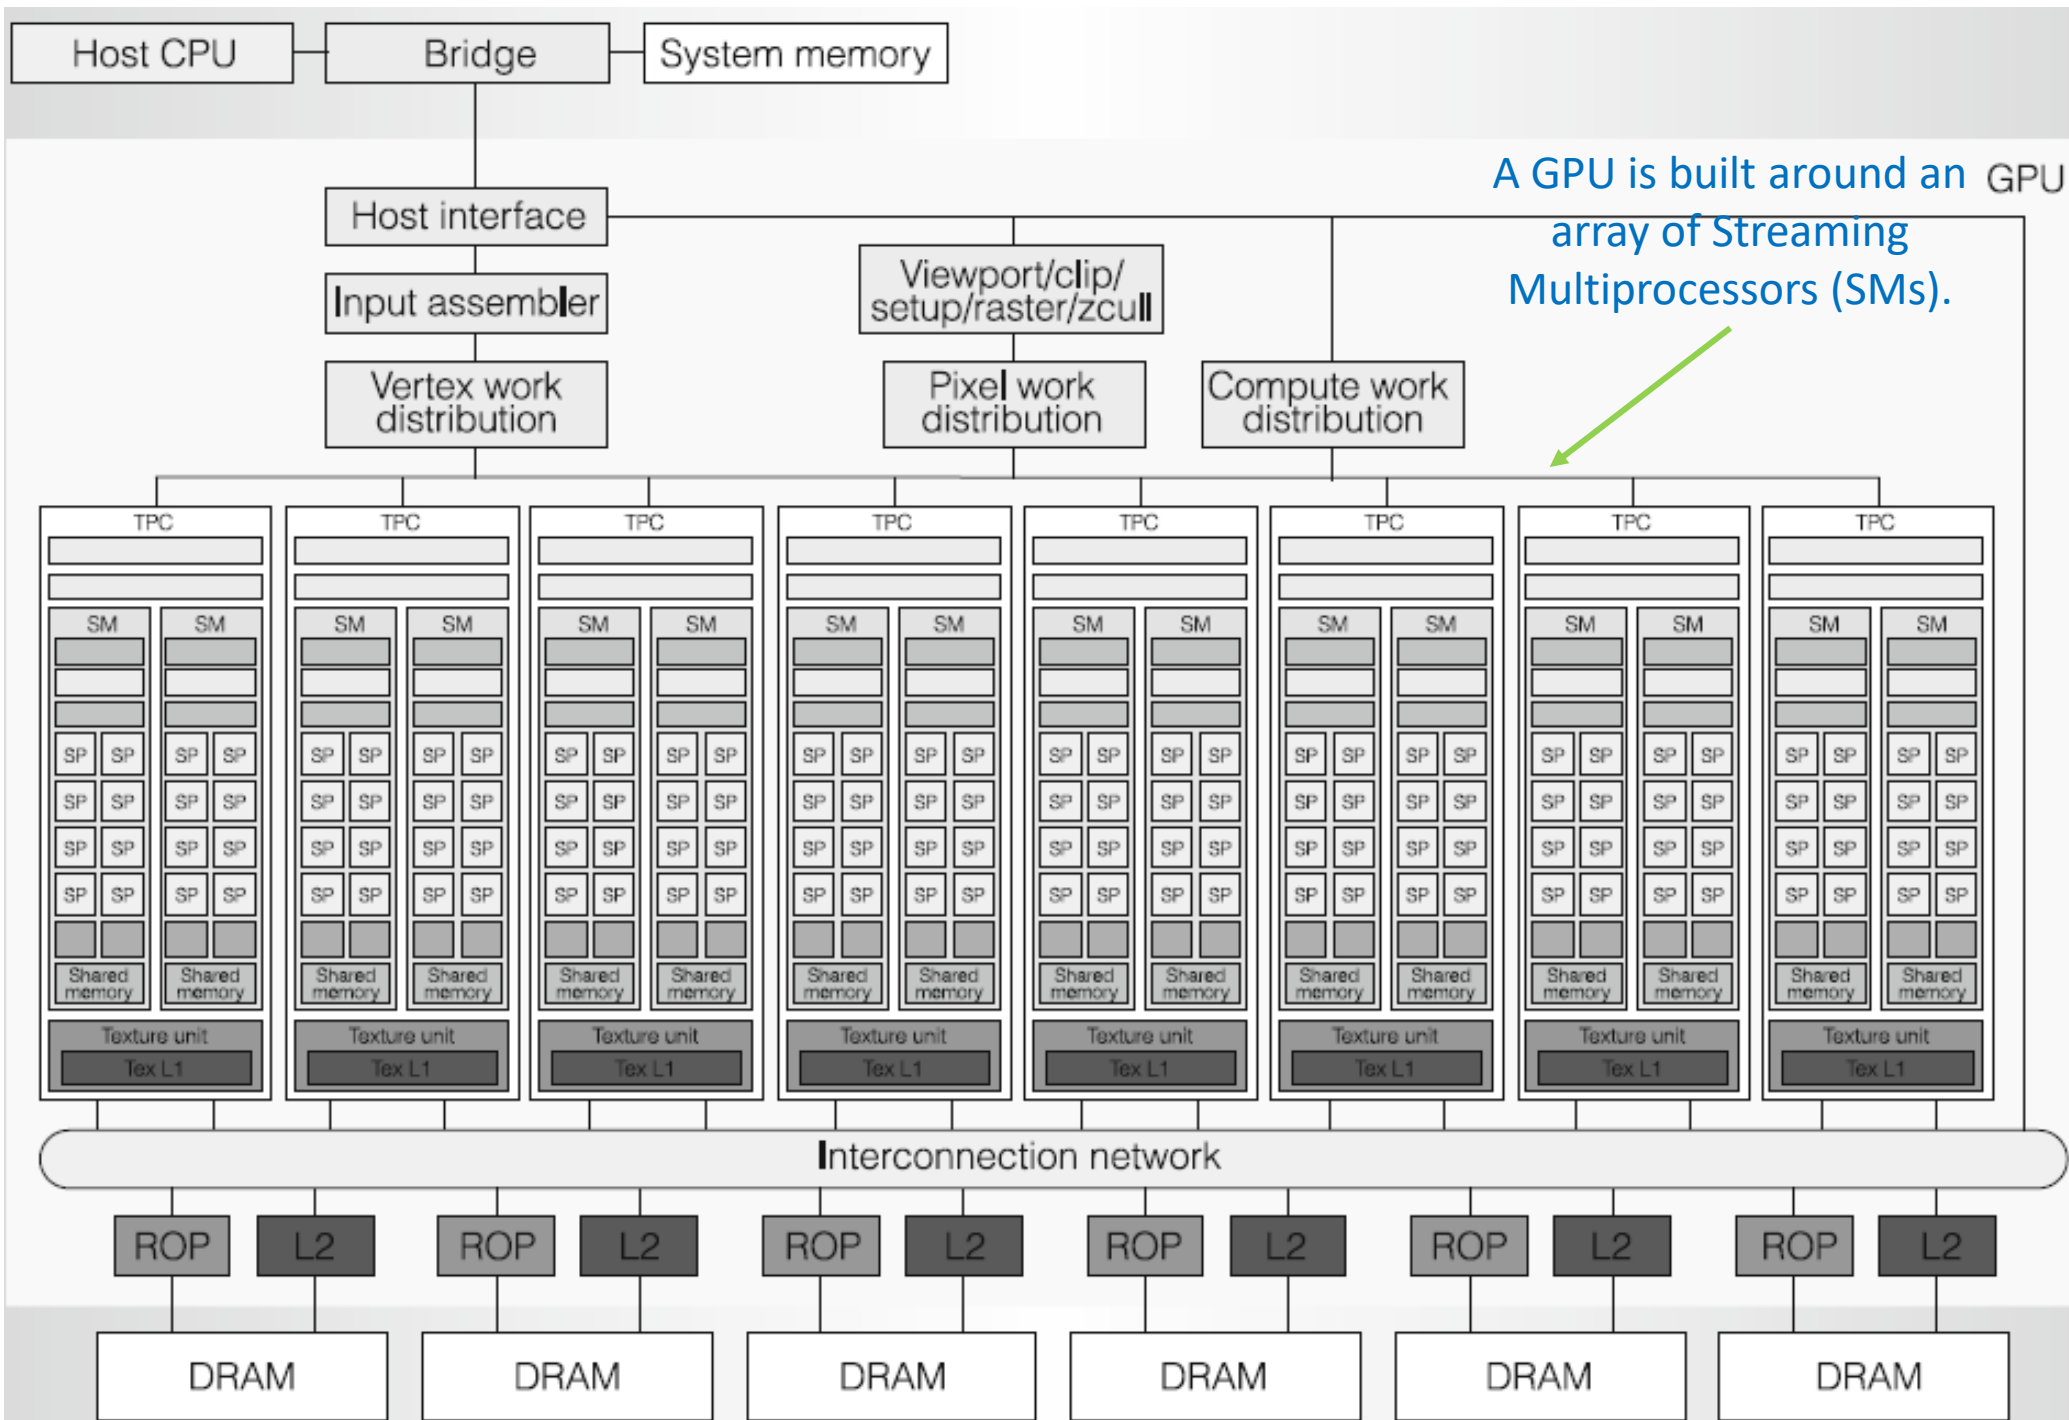 Host CPU
Bridge
System memory
A GPU is built around an
array of Streaming
Multiprocessors (SMs).
GPU
Host interface
Input assembler
Vertex work
distribution
Viewport/clip/
setup/raster/zcull
Pixel work
distribution
Compute work
distribution
TPC TPC TPC TPC TPC TPC TPC TPC
SM SM SM SM SM SM SM SM SM SM SM SM SM SM SM SM
SP SP SP SP SP SP SP SP SP SP SP SP SP SP SP SP SP SP SP SP SP SP SP SP SP SP SP SP SP SP SP SP
SP SP SP SP SP SP SP SP SP SP SP SP SP SP SP SP SP SP SP SP SP SP SP SP SP SP SP SP SP SP SP SP
SP SP SP SP SP SP SP SP SP SP SP SP SP SP SP SP SP SP SP SP SP SP SP SP SP SP SP SP SP SP SP SP
SP SP SP SP SP SP SP SP SP SP SP SP SP SP SP SP SP SP SP SP SP SP SP SP SP SP SP SP SP SP SP SP
Shared Shared Shared Shared Shared Shared Shared Shared Shared Shared Shared Shared Shared Shared Shared Shared
memory memory memory memory memory memory memory memory memory memory memory memory memory memory memory memory
Texture unit Texture unit Texture unit Texture unit Texture unit Texture unit Texture unit Texture unit
Tex L1 Tex L1 Tex L1 Tex L1 Tex L1 Tex L1 Tex L1 Tex L1
Interconnection network
ROP L2 ROP L2 ROP L2 ROP L2 ROP L2 ROP L2
DRAM DRAM DRAM DRAM DRAM DRAM